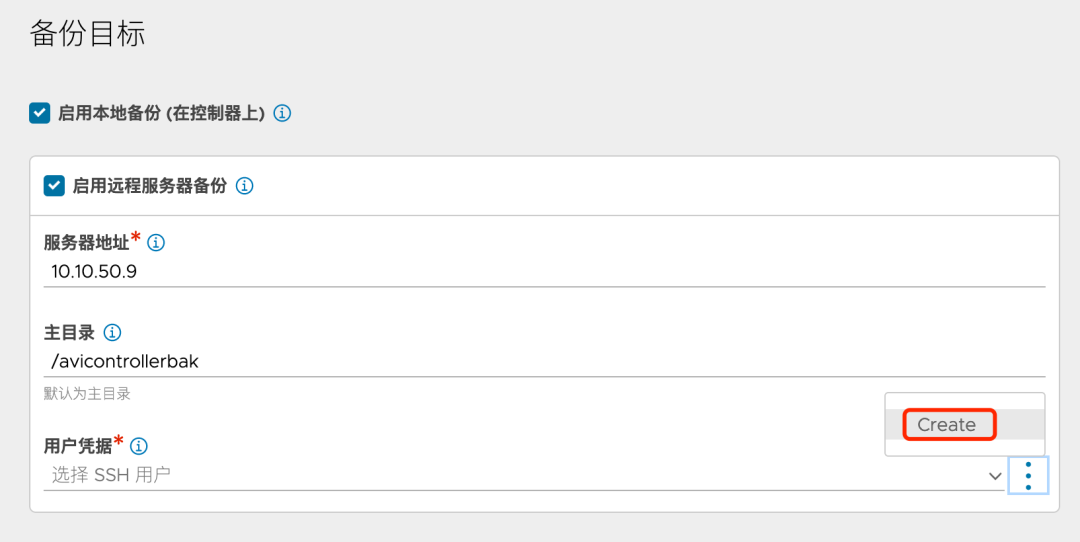 备份目标
启用本地备份 (在控制器上)
启用远程服务器备份
服务器地址*
10.10.50.9
主目录
/avicontrollerbak
默认为主目录
Create
用户凭据*
选择 SSH 用户